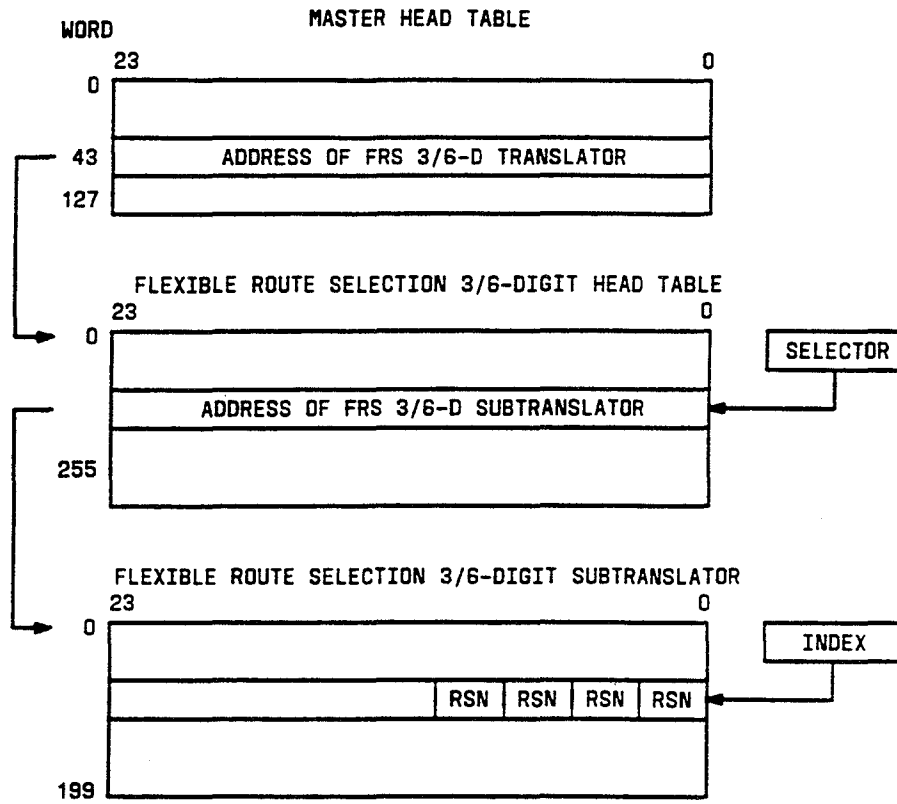 MASTER HEAD TABLE
WORD
23 0
0
43 ADDRESS OF FRS 3/6-D TRANSLATOR
127
FLEXIBLE ROUTE SELECTION 3/6-DIGIT HEAD TABLE
23 0
0
SELECTOR
ADDRESS OF FRS 3/6-D SUBTRANSLATOR
255
FLEXIBLE ROUTE SELECTION 3/6-DIGIT SUBTRANSLATOR
23 0
0
INDEX
RSN RSN RSN RSN
199